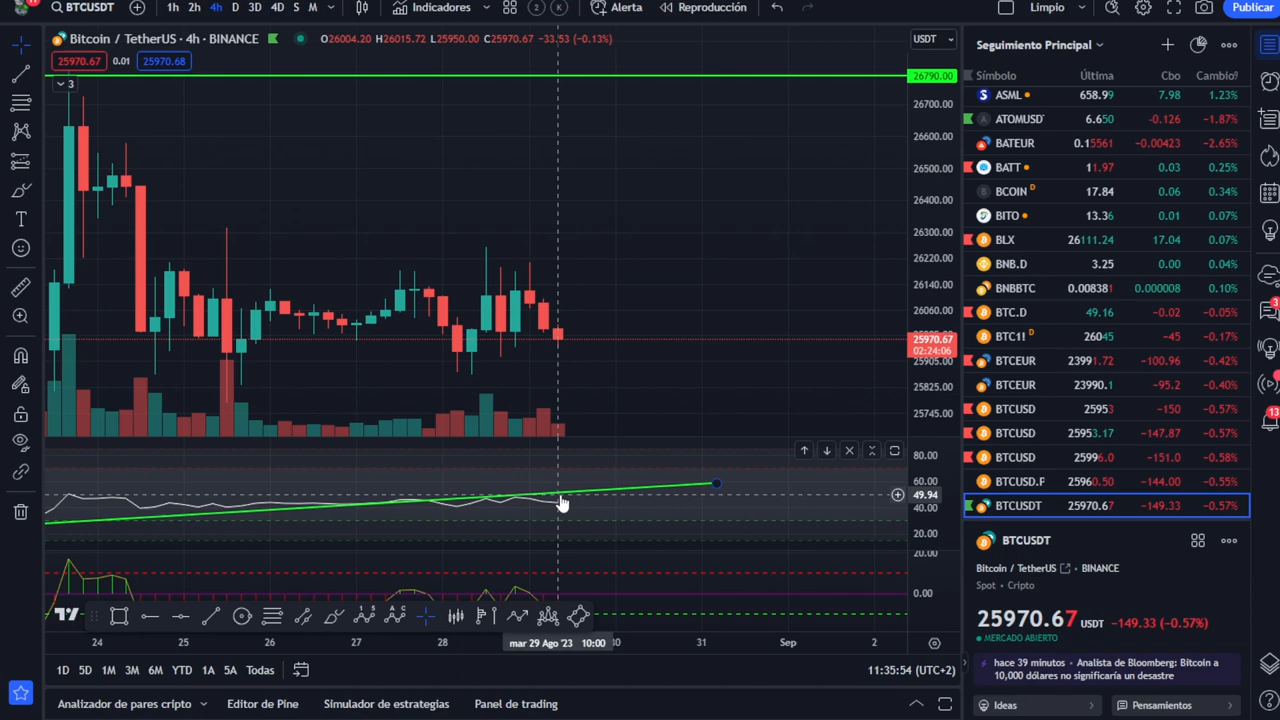 BTCUSDT 1h 2h 4h D 3D 4D S M Indicadores 2 K Alerta Reproducción Limpio Publicar
Bitcoin / TetherUS · 4h · BINANCE O26004.20 H26015.72 L25950.00 C25970.67 −33.53 (−0.13%) USDT
25970.67 0.01 25970.68
3
26790.00
26700.00
26600.00
26500.00
26400.00
26300.00
26220.00
26140.00
26060.00
25970.67
02:24:06
25905.00
25825.00
25745.00
80.00
60.00
49.94
40.00
20.00
20.00
0.00
24 25 26 27 28 mar 29 Ago '23 10:00 30 31 Sep 2
1D 5D 1M 3M 6M YTD 1A 5A Todas 11:35:54 (UTC+2)
Analizador de pares cripto Editor de Pine Simulador de estrategias Panel de trading
Seguimiento Principal
Símbolo Última Cbo Cambio%
ASML 658.99 7.98 1.23%
ATOMUSDT 6.650 −0.126 −1.87%
BATEUR 0.15561 −0.00423 −2.65%
BATT 11.97 0.03 0.25%
BCOIN D 17.84 0.06 0.34%
BITO 13.36 0.01 0.07%
BLX 26111.24 17.04 0.07%
BNB.D 3.25 0.00 0.04%
BNBBTC 0.008381 0.000008 0.10%
BTC.D 49.16 −0.02 −0.05%
BTC1! D 26045 −45 −0.17%
BTCEUR 23991.72 −100.96 −0.42%
BTCEUR 23990.1 −95.2 −0.40%
BTCUSD 25953 −150 −0.57%
BTCUSD 25953.17 −147.87 −0.57%
BTCUSD 25996.0 −151.0 −0.58%
BTCUSD.P 25960.50 −144.00 −0.55%
BTCUSDT 25970.67 −149.33 −0.57%
BTCUSDT
Bitcoin / TetherUS BINANCE
Spot • Cripto
25970.67 USDT −149.33 (−0.57%)
MERCADO ABIERTO
hace 39 minutos • Analista de Bloomberg: Bitcoin a
10,000 dólares no significaría un desastre
Ideas Pensamientos
3
13